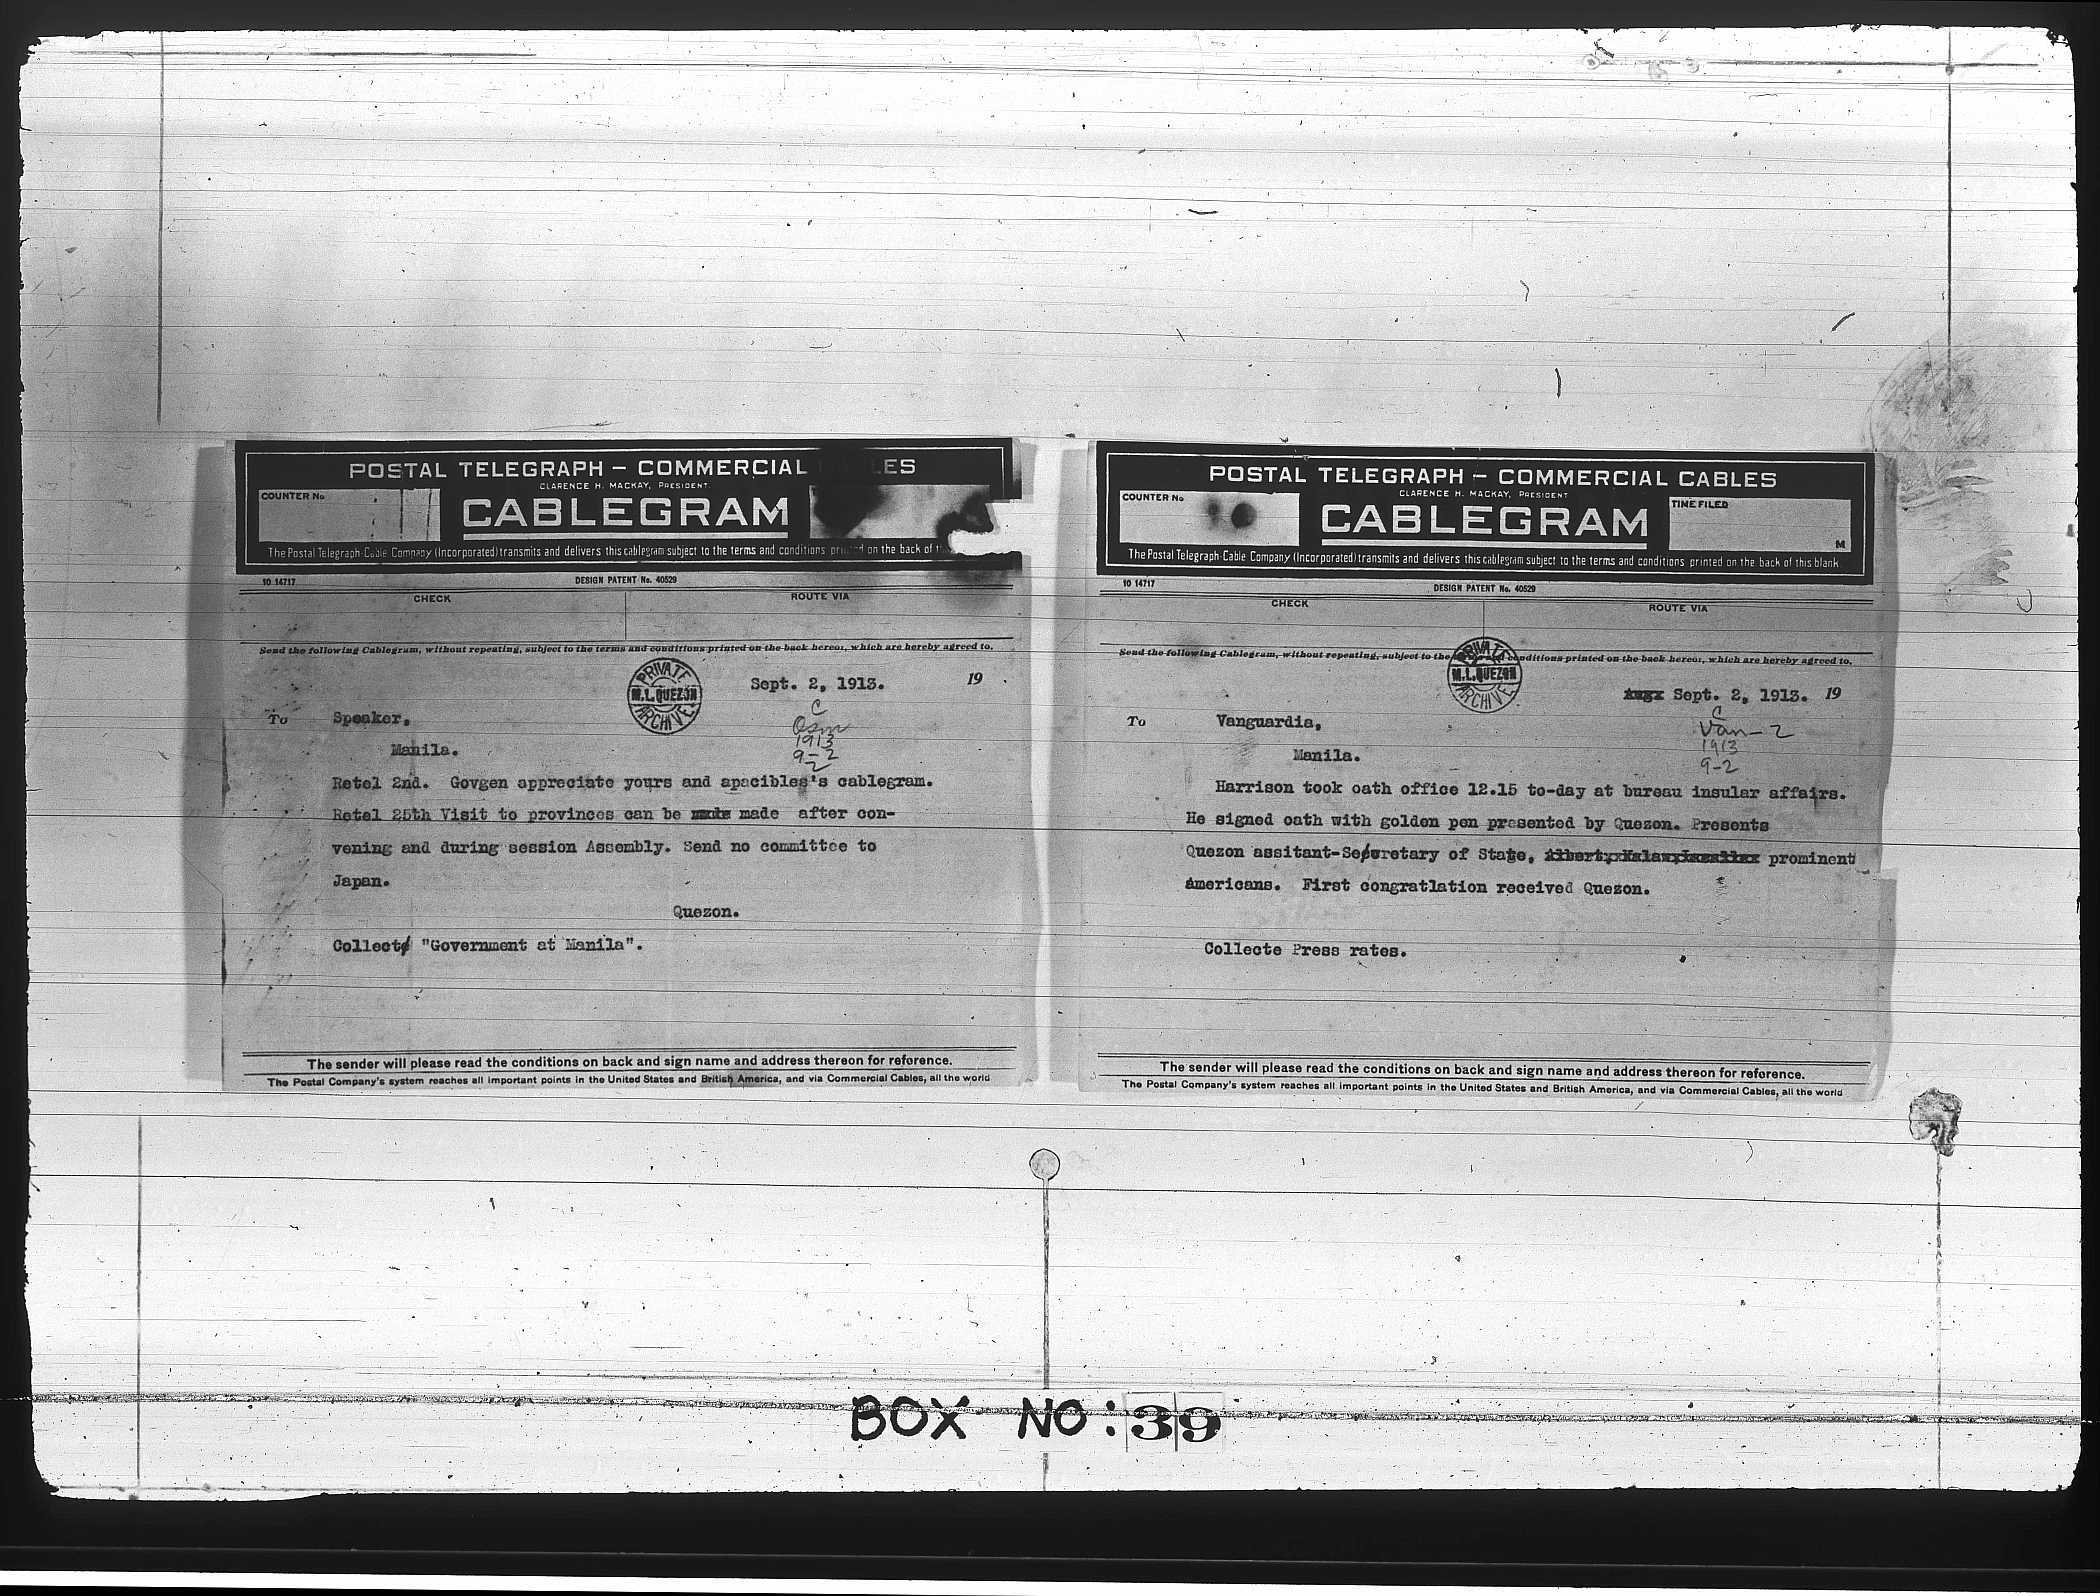 POSTAL TELEGRAPH – COMMERCIAL
CLARENCE H. MACKAY, PRESIDENT.
COUNTER No
CABLEGRAM
The Postal Telegraph-Cable Company (Incorporated) transmits and delivers this cablegram subject to the terms and conditions printed on the back of
10 14717
DESIGN PATENT No. 40529
CHECK
ROUTE VIA
Send the following Cablegram, without repeating, subject to the terms and conditions printed on the back hereof, which are hereby agreed to.
PRIVATE
M.L.QUEZON
ARCHIVE
Sept. 2, 1913. 19
C
Osm
1913
9-2
2
To Speaker,
Manila.
Retel 2nd. Govgen appreciate yours and apacibles's cablegram.
Retel 25th Visit to provinces can be made after con-
vening and during session Assembly. Send no committee to
Japan.
Quezon.
Collect "Government at Manila".
The sender will please read the conditions on back and sign name and address thereon for reference.
The Postal Company's system reaches all important points in the United States and British America, and via Commercial Cables, all the world
POSTAL TELEGRAPH – COMMERCIAL CABLES
CLARENCE H. MACKAY, PRESIDENT
COUNTER No
CABLEGRAM
TIME FILED
M
The Postal Telegraph-Cable Company (Incorporated) transmits and delivers this cablegram subject to the terms and conditions printed on the back of this blank
10 14717
DESIGN PATENT No. 40529
CHECK
ROUTE VIA
Send the following Cablegram, without repeating, subject to the conditions printed on the back hereof, which are hereby agreed to.
PRIVATE
M.L.QUEZON
ARCHIVE
Sept. 2, 1913. 19
C
Van-2
1913
9-2
To Vanguardia,
Manila.
Harrison took oath office 12.15 to-day at bureau insular affairs.
He signed oath with golden pen presented by Quezon. Presents
Quezon assitant-Secretary of State, prominent
Americans. First congratlation received Quezon.
Collecte Press rates.
The sender will please read the conditions on back and sign name and address thereon for reference.
The Postal Company's system reaches all important points in the United States and British America, and via Commercial Cables, all the world
BOX NO: 39